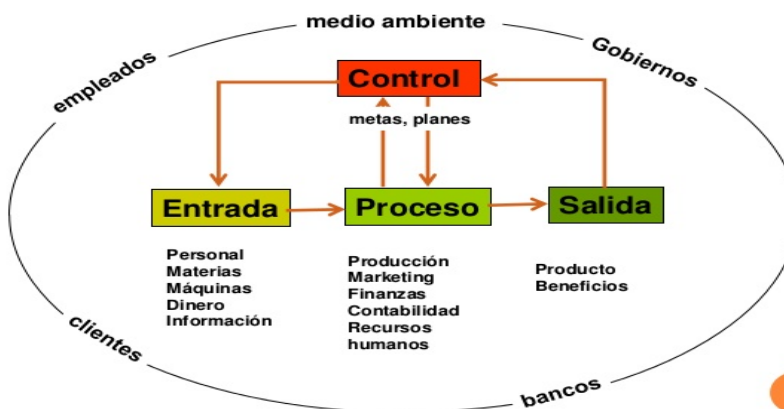 medio ambiente
empleados
Gobiernos
Control
metas, planes
Entrada
Proceso
Salida
Personal
Materias
Máquinas
Dinero
Información
Producción
Marketing
Finanzas
Contabilidad
Recursos
humanos
Producto
Beneficios
clientes
bancos